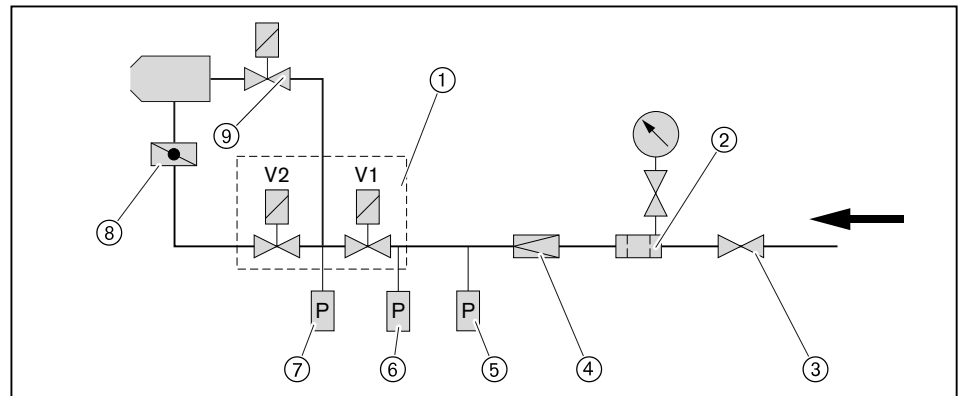 ⑨
①
②
V2
V1
⑧
P
P
P
⑦
⑥
⑤
④
③